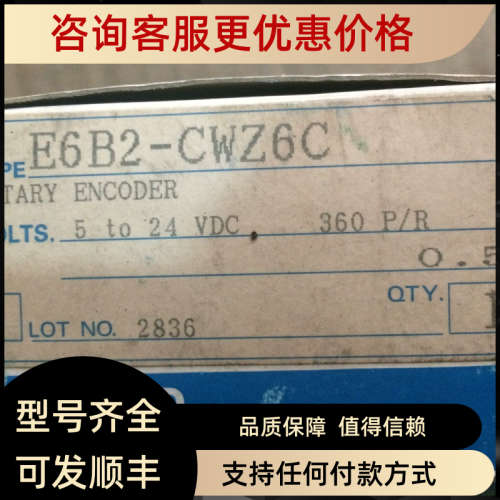 咨询客服更优惠价格
PE E6B2-CWZ6C
TARY ENCODER
OLTS. 5 to 24 VDC 360 P/R
0.5
QTY. 1
LOT NO. 2836
型号齐全
品质保障 值得信赖
可发顺丰
支持任何付款方式